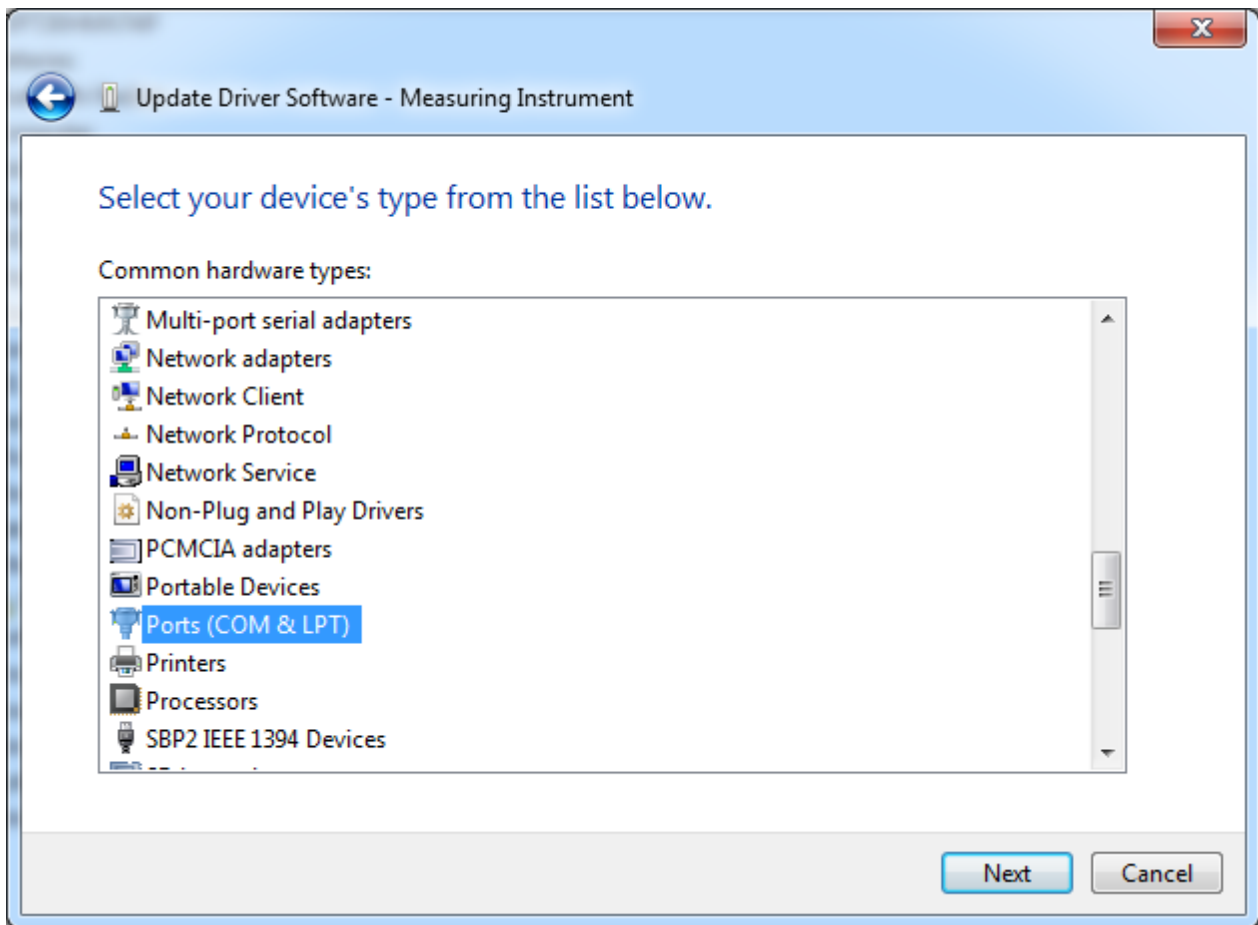 Update Driver Software - Measuring Instrument
Select your device's type from the list below.
Common hardware types:
Multi-port serial adapters
Network adapters
Network Client
Network Protocol
Network Service
Non-Plug and Play Drivers
PCMCIA adapters
Portable Devices
Ports (COM & LPT)
Printers
Processors
SBP2 IEEE 1394 Devices
Next Cancel